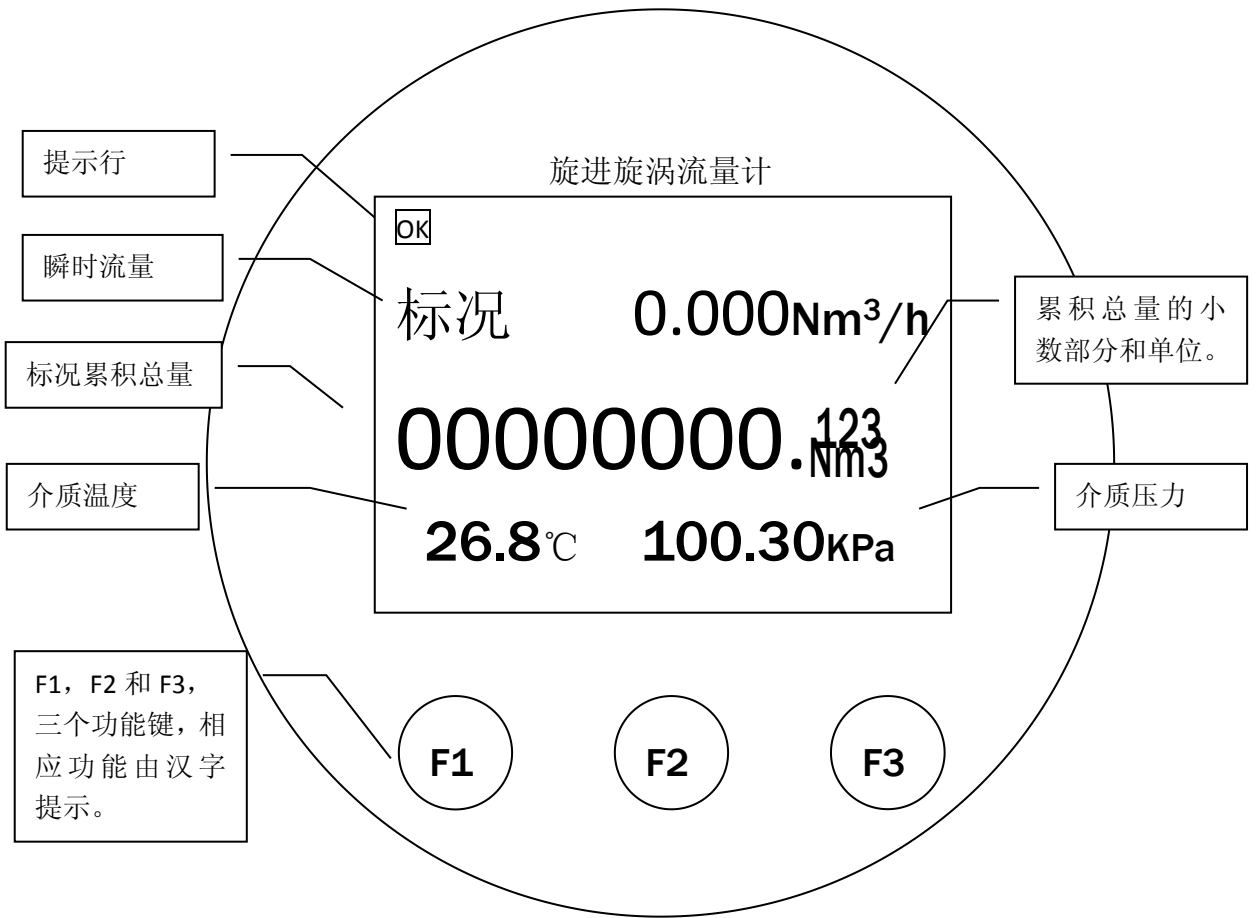 旋进旋涡流量计
提示行
OK
瞬时流量
标况 0.000Nm³/h
累积总量的小
数部分和单位。
标况累积总量
00000000.123
Nm3
介质温度
26.8℃ 100.30KPa
介质压力
F1，F2 和 F3，
三个功能键，相
应功能由汉字
提示。
F1 F2 F3